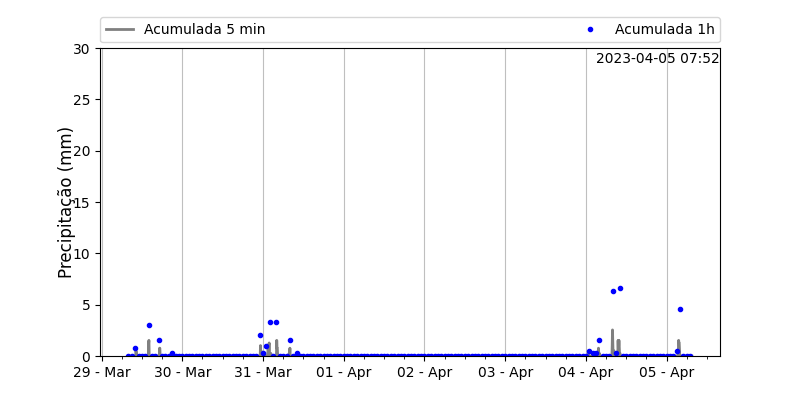 Acumulada 5 min
Acumulada 1h
2023-04-05 07:52
Precipitação (mm)
30
25
20
15
10
5
0
29 - Mar 30 - Mar 31 - Mar 01 - Apr 02 - Apr 03 - Apr 04 - Apr 05 - Apr